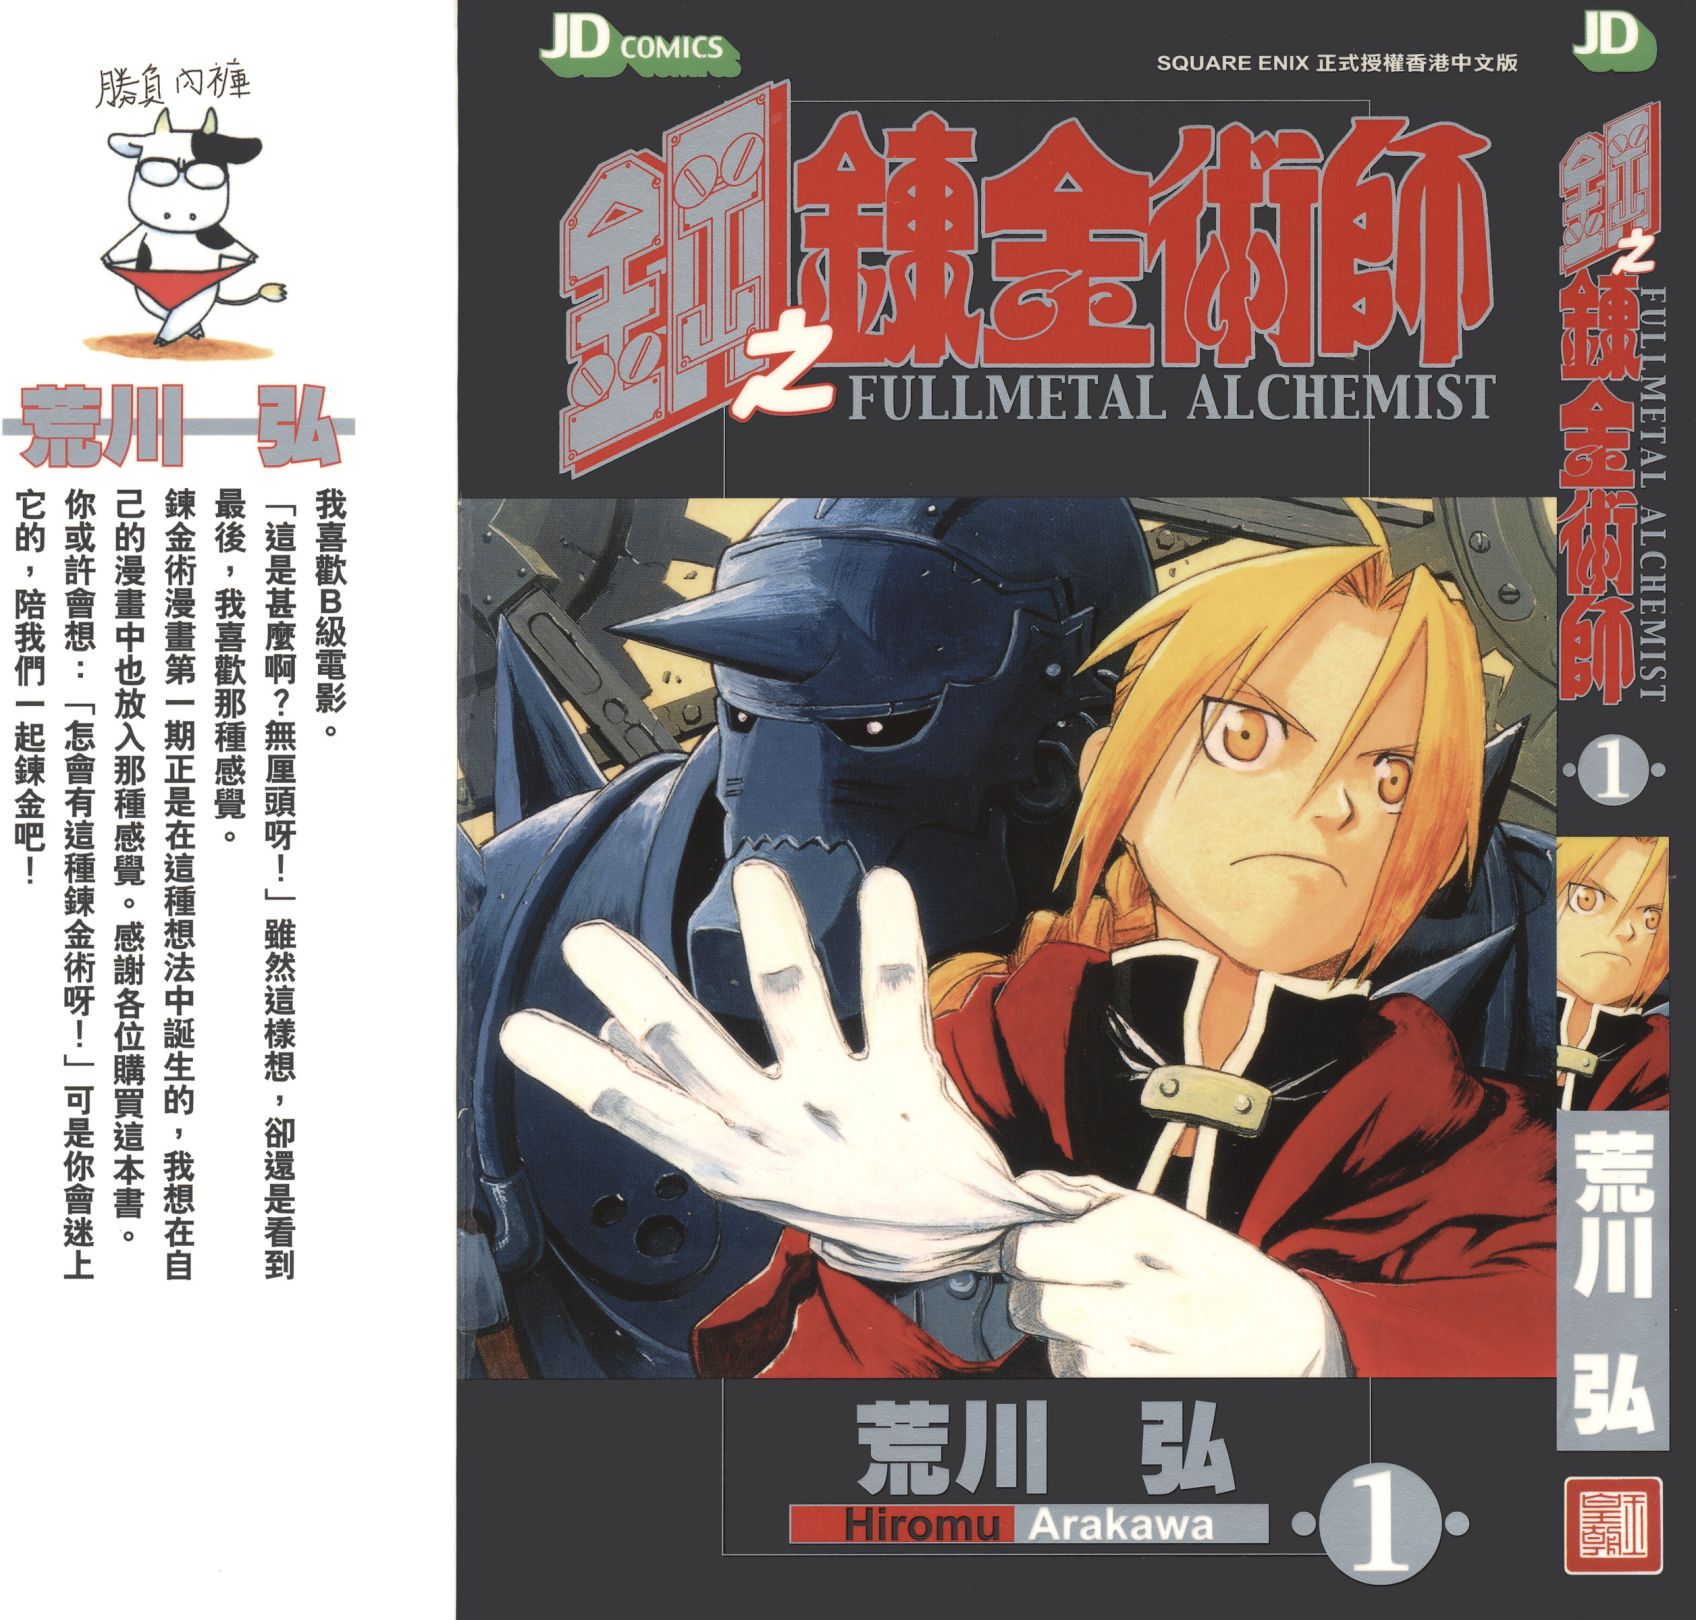 勝負內褲
荒川 弘
我喜歡B級電影。
「這是甚麼啊？無厘頭呀！」雖然這樣想，卻還是看到
最後，我喜歡那種感覺。
鍊金術漫畫第一期正是在這種想法中誕生的，我想在自
己的漫畫中也放入那種感覺。感謝各位購買這本書。
你或許會想：「怎會有這種鍊金術呀！」可是你會迷上
它的，陪我們一起鍊金吧！
JD COMICS
SQUARE ENIX 正式授權香港中文版
鋼之鍊金術師
FULLMETAL ALCHEMIST
荒川 弘
Hiromu Arakawa
1
JD
鋼之鍊金術師
FULLMETAL ALCHEMIST
1
荒川 弘
玉皇朝